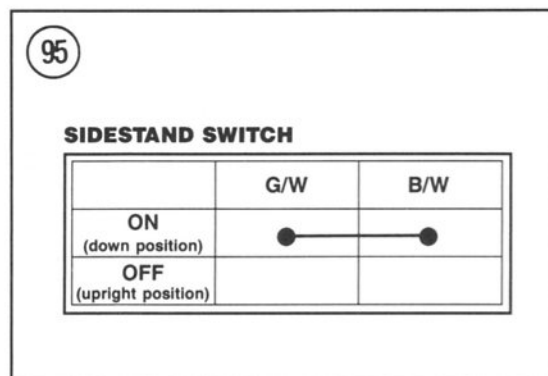 95
SIDESTAND SWITCH
G/W B/W
ON
(down position)
OFF
(upright position)